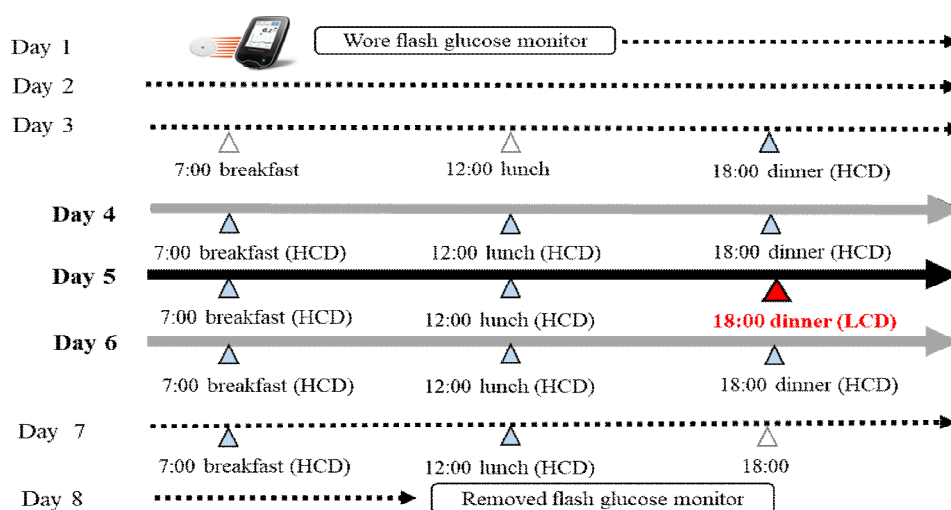 Day 1
Wore flash glucose monitor
Day 2
Day 3
7:00 breakfast
12:00 lunch
18:00 dinner (HCD)
Day 4
7:00 breakfast (HCD)
12:00 lunch (HCD)
18:00 dinner (HCD)
Day 5
7:00 breakfast (HCD)
12:00 lunch (HCD)
18:00 dinner (LCD)
Day 6
7:00 breakfast (HCD)
12:00 lunch (HCD)
18:00 dinner (HCD)
Day 7
7:00 breakfast (HCD)
12:00 lunch (HCD)
18:00
Day 8
Removed flash glucose monitor